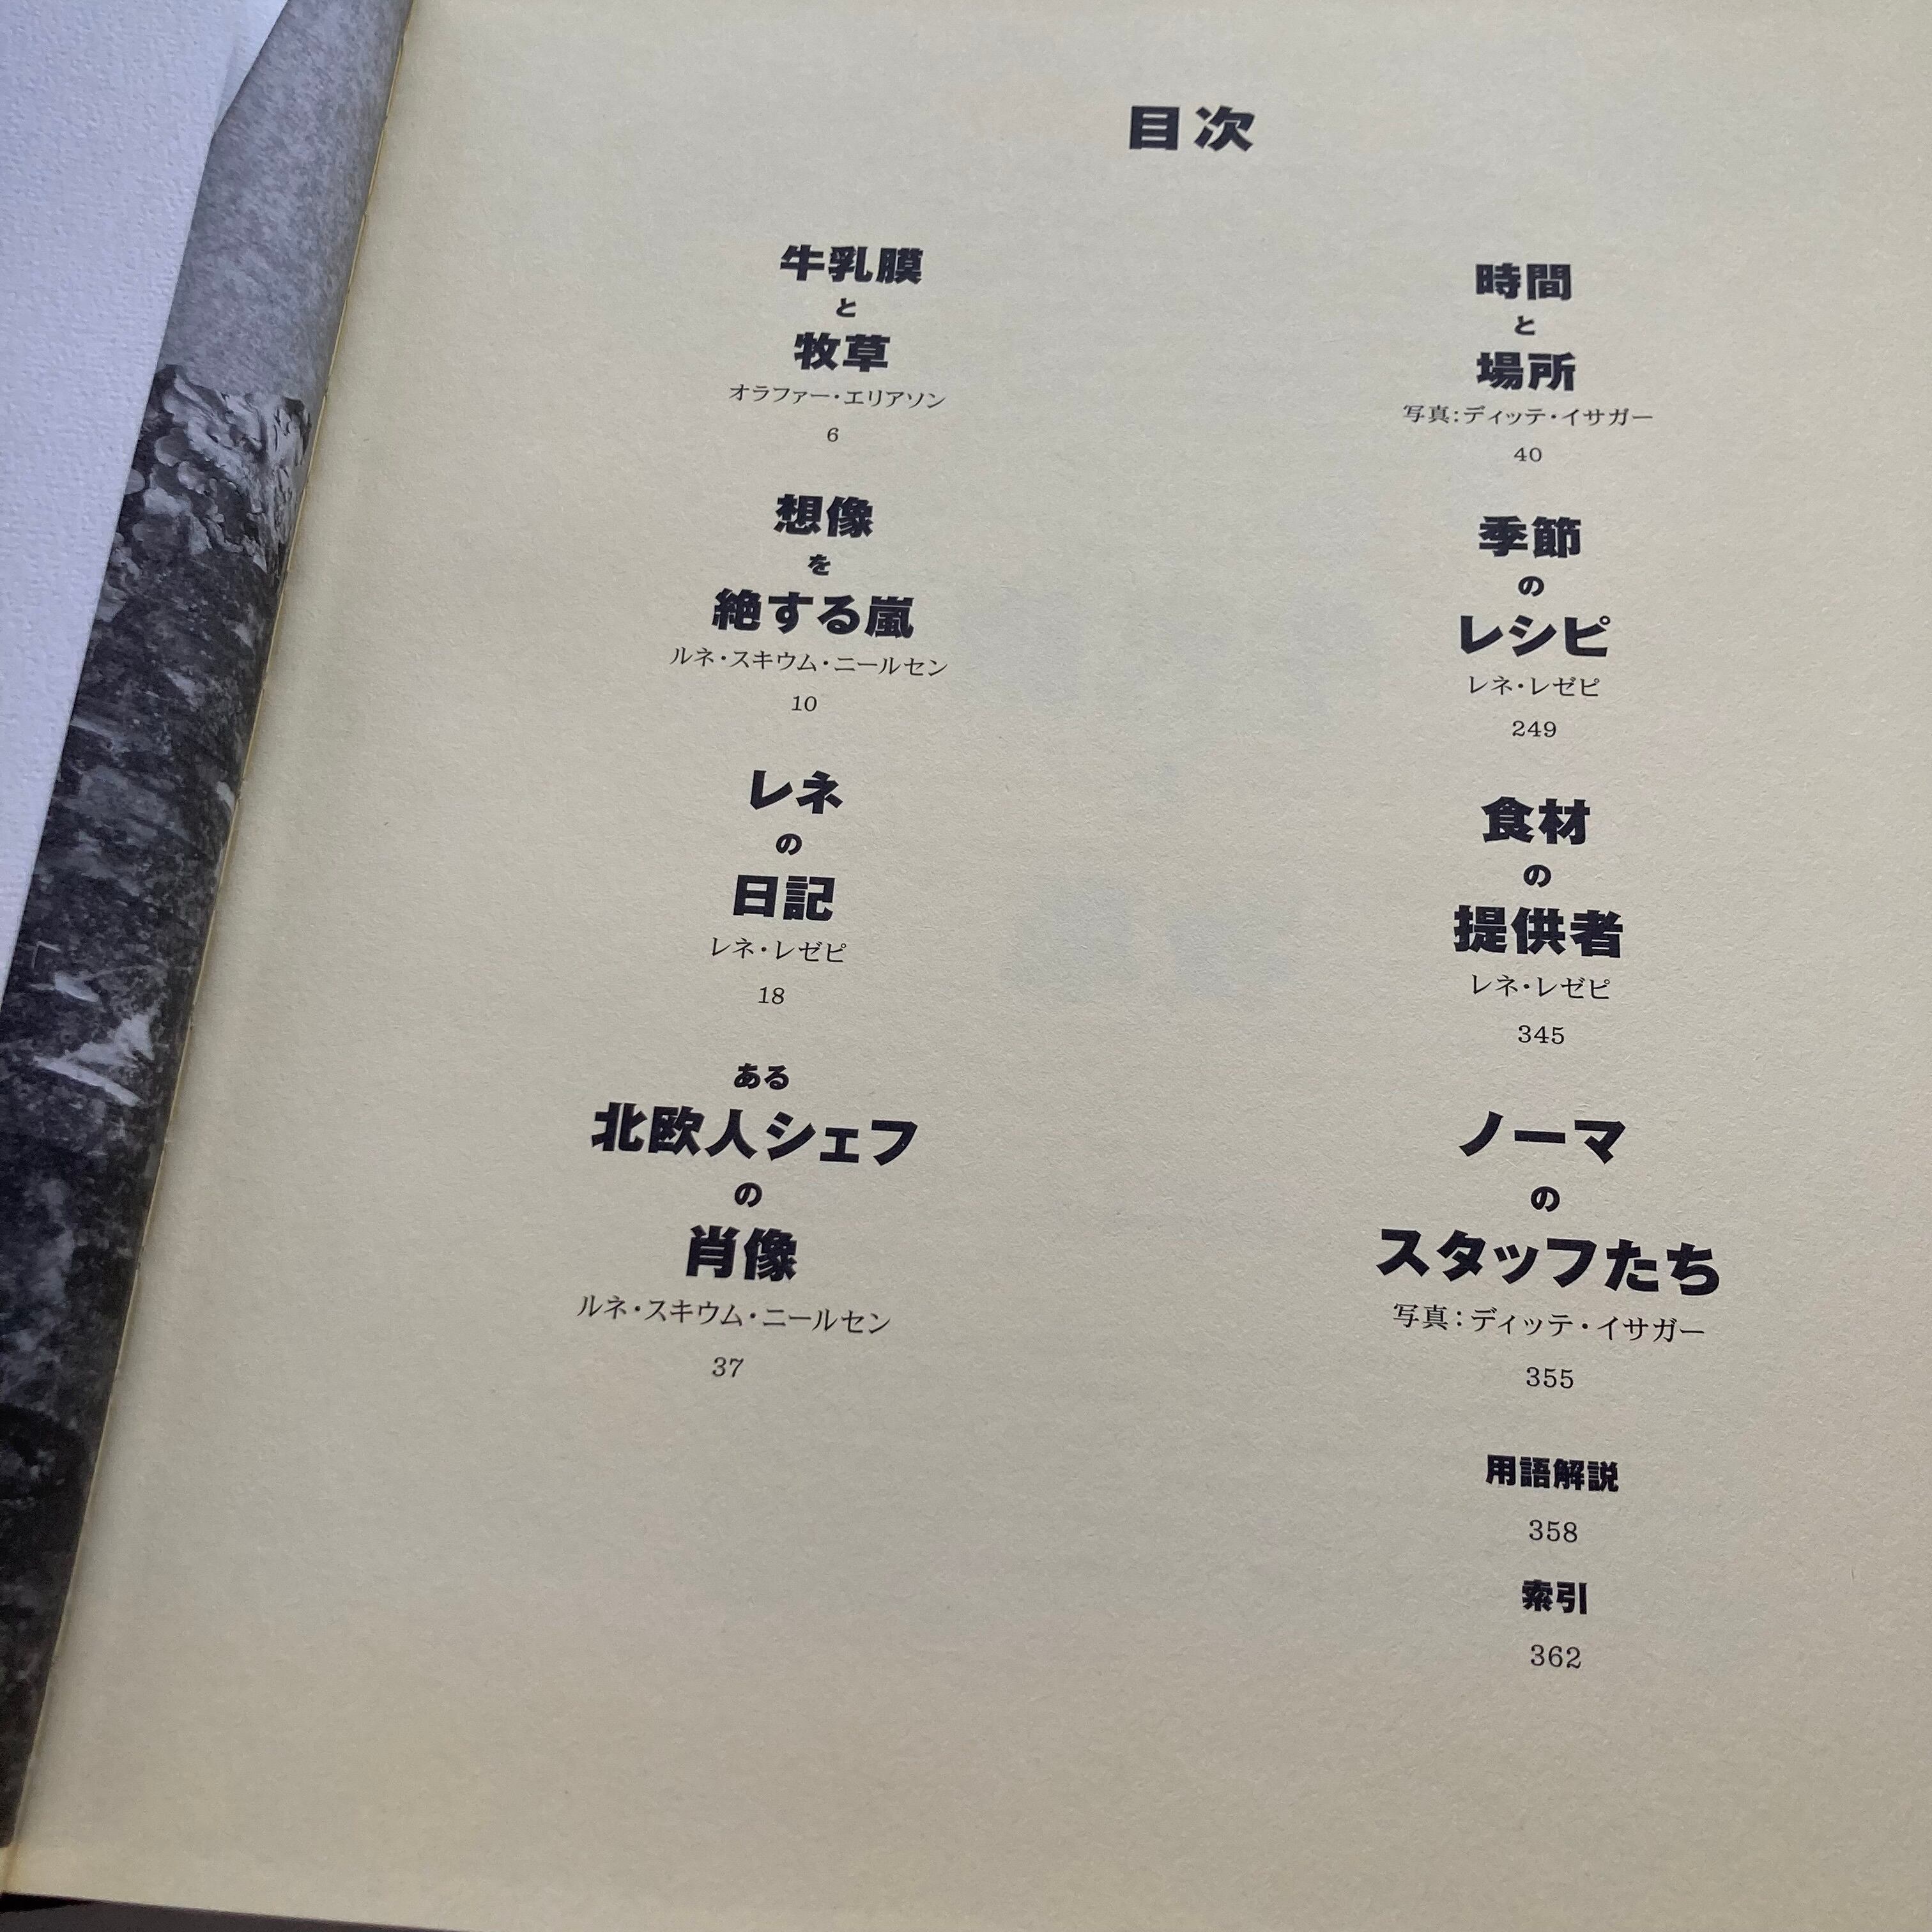 目次
牛乳膜
と
牧草
オラファー・エリアソン
6
想像
を
絶する嵐
ルネ・スキウム・ニールセン
10
レネ
の
日記
レネ・レゼピ
18
ある
北欧人シェフ
の
肖像
ルネ・スキウム・ニールセン
37
時間
と
場所
写真：ディッテ・イサガー
40
季節
の
レシピ
レネ・レゼピ
249
食材
の
提供者
レネ・レゼピ
345
ノーマ
の
スタッフたち
写真：ディッテ・イサガー
355
用語解説
358
索引
362